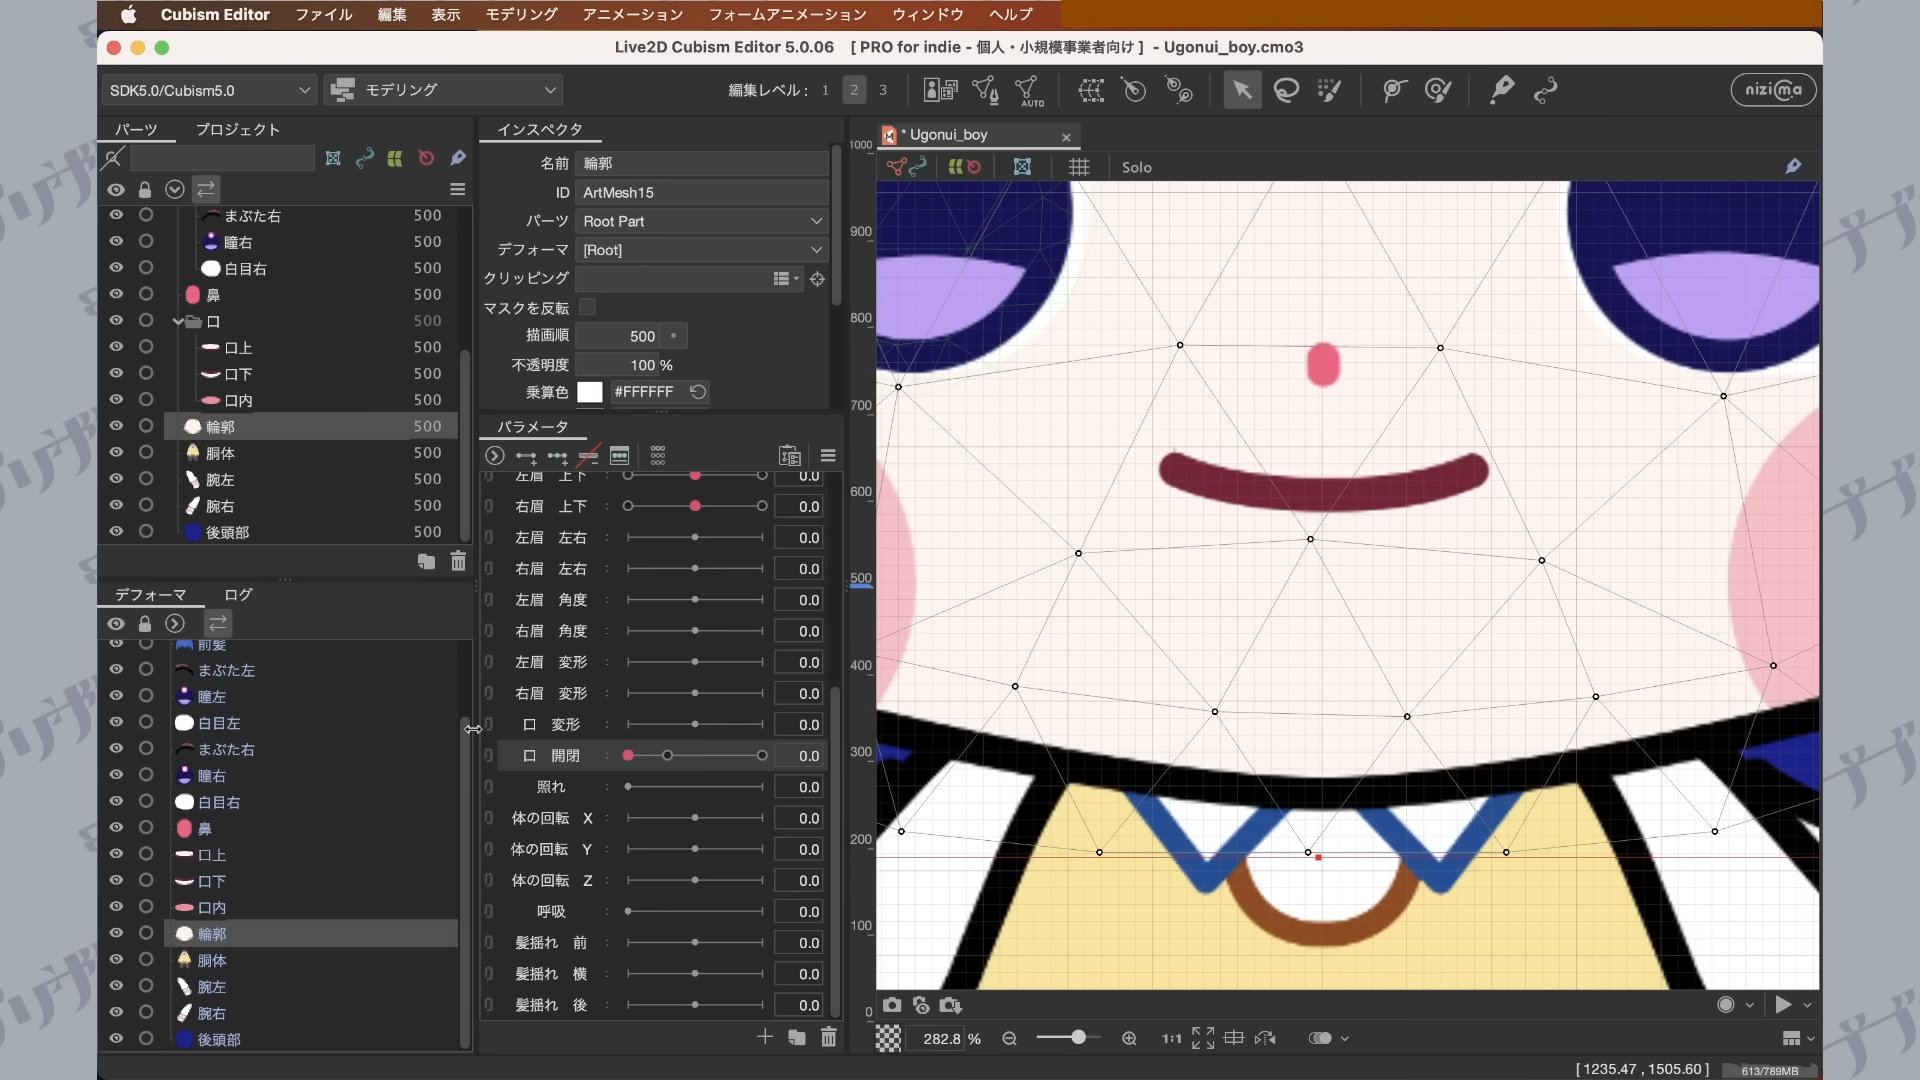 Cubism Editor ファイル 編集 表示 モデリング アニメーション フォームアニメーション ウィンドウ ヘルプ
Live2D Cubism Editor 5.0.06 [ PRO for indie - 個人・小規模事業者向け ] - Ugonui_boy.cmo3
SDK5.0/Cubism5.0
モデリング
編集レベル : 1 2 3
AUTO
nizima
パーツ プロジェクト
まぶた右 500
瞳右 500
白目右 500
鼻 500
口 500
口上 500
口下 500
口内 500
輪郭 500
胴体 500
腕左 500
腕右 500
後頭部 500
デフォーマ ログ
前髪
まぶた左
瞳左
白目左
まぶた右
瞳右
白目右
鼻
口上
口下
口内
輪郭
胴体
腕左
腕右
後頭部
インスペクタ
名前 輪郭
ID ArtMesh15
パーツ Root Part
デフォーマ [Root]
クリッピング
マスクを反転
描画順 500
不透明度 100 %
乗算色 #FFFFFF
パラメータ
左眉 上下 : 0.0
右眉 上下 : 0.0
左眉 左右 : 0.0
右眉 左右 : 0.0
左眉 角度 : 0.0
右眉 角度 : 0.0
左眉 変形 : 0.0
右眉 変形 : 0.0
口 変形 : 0.0
口 開閉 : 0.0
照れ : 0.0
体の回転 X : 0.0
体の回転 Y : 0.0
体の回転 Z : 0.0
呼吸 : 0.0
髪揺れ 前 : 0.0
髪揺れ 横 : 0.0
髪揺れ 後 : 0.0
* Ugonui_boy
Solo
1000
900
800
700
600
500
400
300
200
100
0
282.8 %
1:1
[ 1235.47 , 1505.60 ]
613/789MB